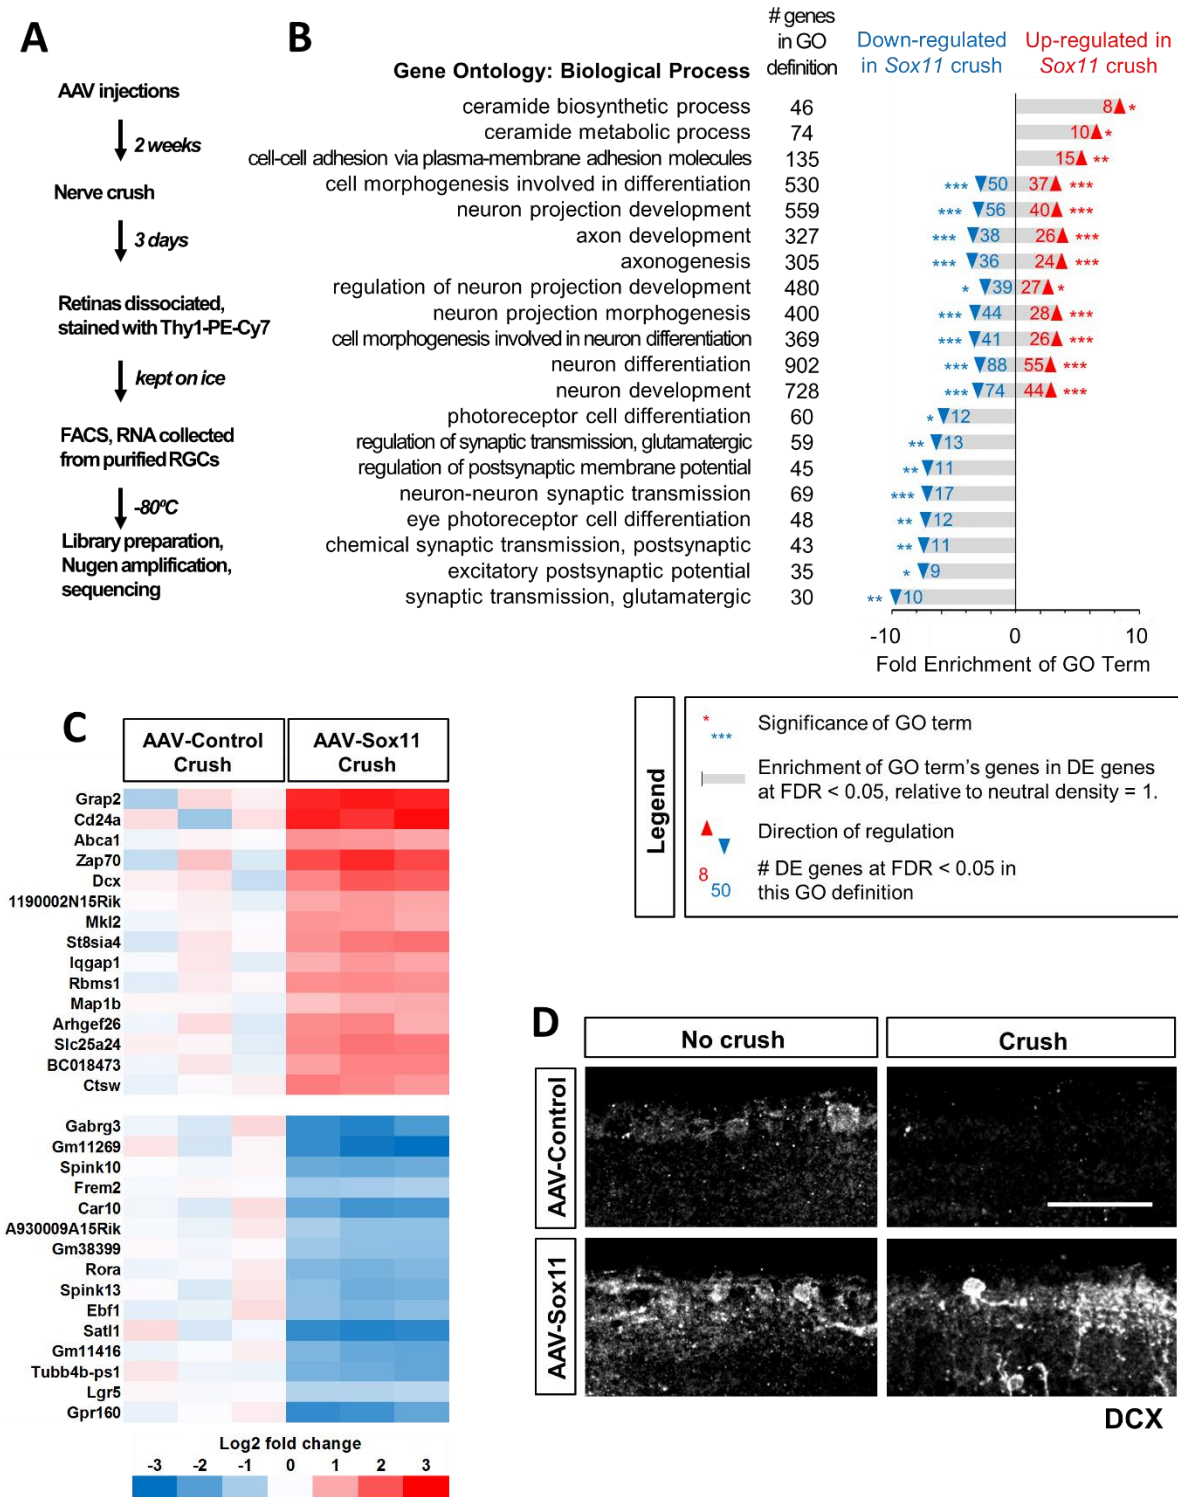 A
AAV injections
2 weeks
Nerve crush
3 days
Retinas dissociated,
stained with Thy1-PE-Cy7
kept on ice
FACS, RNA collected
from purified RGCs
-80ºC
Library preparation,
Nugen amplification,
sequencing
B
Gene Ontology: Biological Process
# genes
in GO
definition
Down-regulated
in Sox11 crush
Up-regulated in
Sox11 crush
ceramide biosynthetic process 46 8 *
ceramide metabolic process 74 10 *
cell-cell adhesion via plasma-membrane adhesion molecules 135 15 **
cell morphogenesis involved in differentiation 530 *** 50 37 ***
neuron projection development 559 *** 56 40 ***
axon development 327 *** 38 26 ***
axonogenesis 305 *** 36 24 ***
regulation of neuron projection development 480 * 39 27 *
neuron projection morphogenesis 400 *** 44 28 ***
cell morphogenesis involved in neuron differentiation 369 *** 41 26 ***
neuron differentiation 902 *** 88 55 ***
neuron development 728 *** 74 44 ***
photoreceptor cell differentiation 60 * 12
regulation of synaptic transmission, glutamatergic 59 ** 13
regulation of postsynaptic membrane potential 45 ** 11
neuron-neuron synaptic transmission 69 *** 17
eye photoreceptor cell differentiation 48 ** 12
chemical synaptic transmission, postsynaptic 43 ** 11
excitatory postsynaptic potential 35 * 9
synaptic transmission, glutamatergic 30 ** 10
-10 0 10
Fold Enrichment of GO Term
Legend
* *** Significance of GO term
Enrichment of GO term's genes in DE genes
at FDR < 0.05, relative to neutral density = 1.
Direction of regulation
8 50 # DE genes at FDR < 0.05 in
this GO definition
C
AAV-Control
Crush
AAV-Sox11
Crush
Grap2
Cd24a
Abca1
Zap70
Dcx
1190002N15Rik
Mkl2
St8sia4
Iqgap1
Rbms1
Map1b
Arhgef26
Slc25a24
BC018473
Ctsw
Gabrg3
Gm11269
Spink10
Frem2
Car10
A930009A15Rik
Gm38399
Rora
Spink13
Ebf1
Satl1
Gm11416
Tubb4b-ps1
Lgr5
Gpr160
Log2 fold change
-3 -2 -1 0 1 2 3
D
No crush
Crush
AAV-Control
AAV-Sox11
DCX